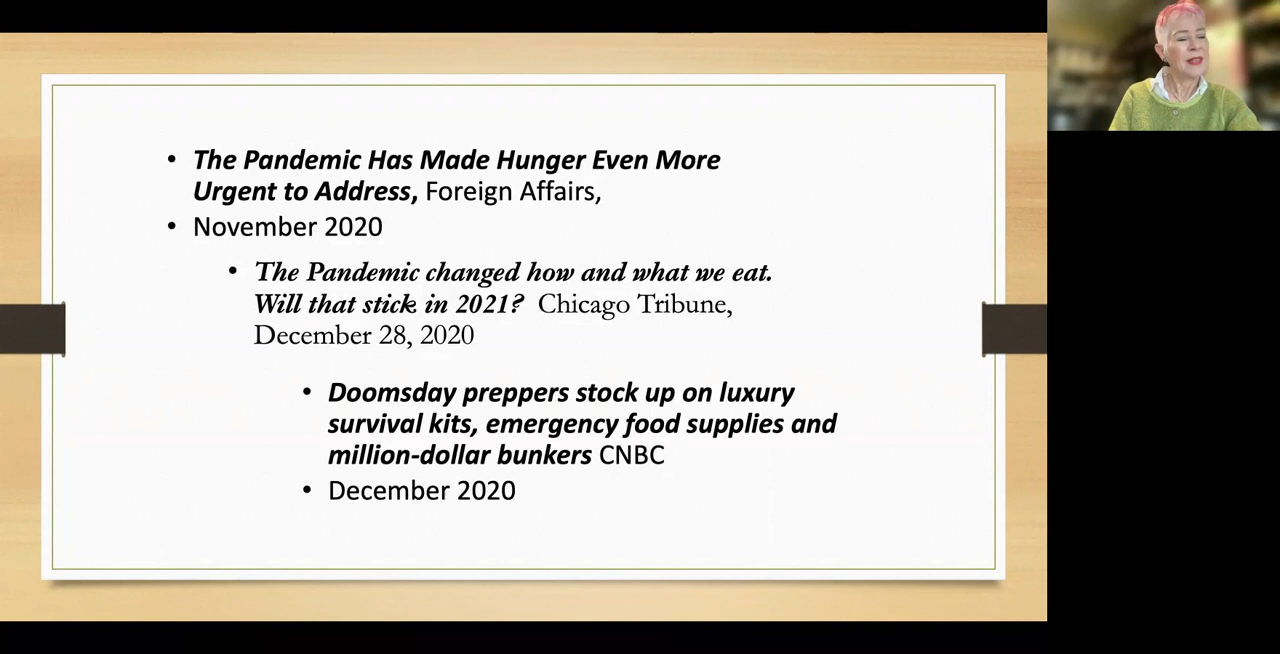 • The Pandemic Has Made Hunger Even More
Urgent to Address, Foreign Affairs,
• November 2020
• The Pandemic changed how and what we eat.
Will that stick in 2021? Chicago Tribune,
December 28, 2020
• Doomsday preppers stock up on luxury
survival kits, emergency food supplies and
million-dollar bunkers CNBC
• December 2020